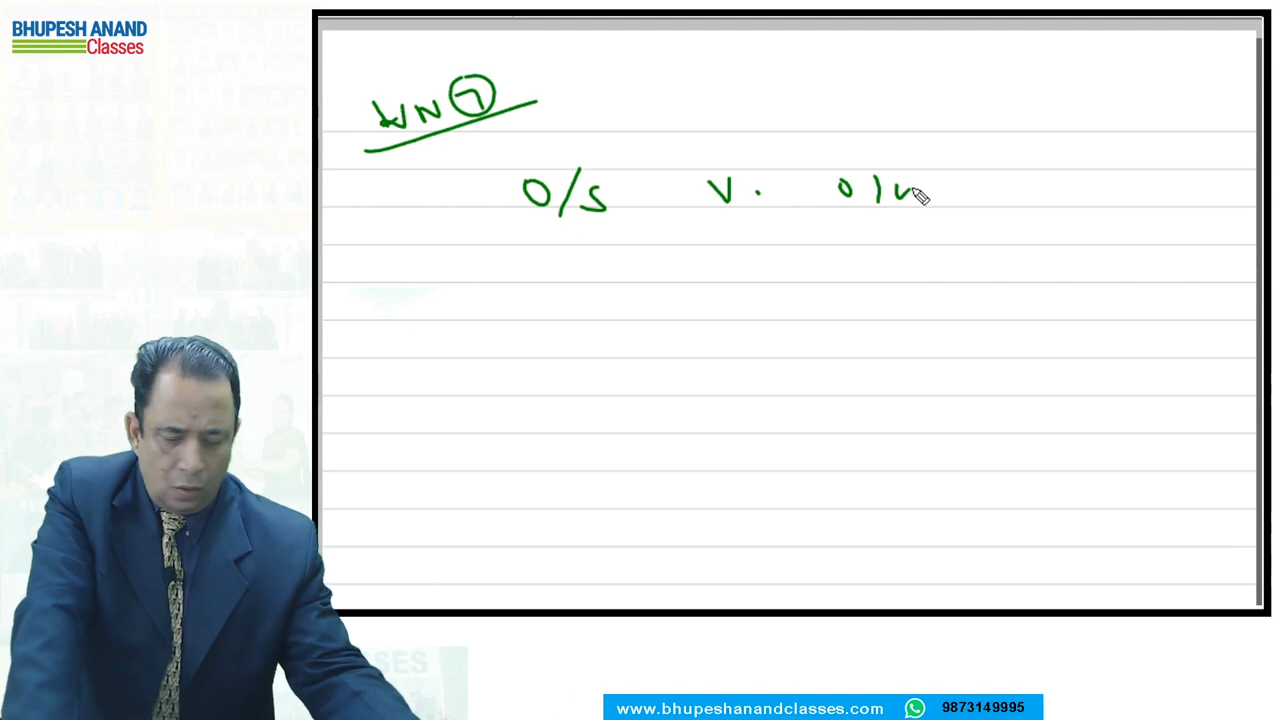 BHUPESH ANAND
Classes
WN 7
O/S V. O/
www.bhupeshanandclasses.com 9873149995